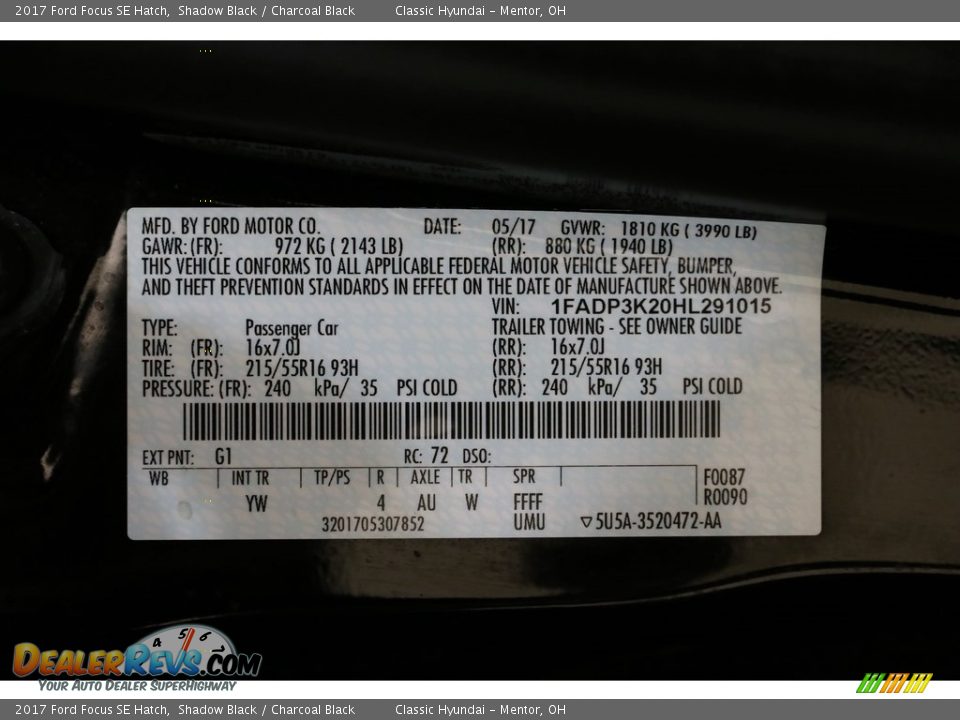 2017 Ford Focus SE Hatch, Shadow Black / Charcoal Black Classic Hyundai – Mentor, OH
MFD. BY FORD MOTOR CO. DATE: 05/17 GVWR: 1810 KG ( 3990 LB)
GAWR: (FR): 972 KG ( 2143 LB) (RR): 880 KG ( 1940 LB)
THIS VEHICLE CONFORMS TO ALL APPLICABLE FEDERAL MOTOR VEHICLE SAFETY, BUMPER,
AND THEFT PREVENTION STANDARDS IN EFFECT ON THE DATE OF MANUFACTURE SHOWN ABOVE.
VIN: 1FADP3K20HL291015
TYPE: Passenger Car TRAILER TOWING - SEE OWNER GUIDE
RIM: (FR): 16x7.0J (RR): 16x7.0J
TIRE: (FR): 215/55R16 93H (RR): 215/55R16 93H
PRESSURE: (FR): 240 kPa/ 35 PSI COLD (RR): 240 kPa/ 35 PSI COLD
EXT PNT: G1 RC: 72 DSO:
WB INT TR TP/PS R AXLE TR SPR F0087
YW 4 AU W FFFF R0090
3201705307852 UMU ▽5U5A-3520472-AA
4 5 6
DEALERREVS.COM
YOUR AUTO DEALER SUPERHIGHWAY
2017 Ford Focus SE Hatch, Shadow Black / Charcoal Black Classic Hyundai – Mentor, OH